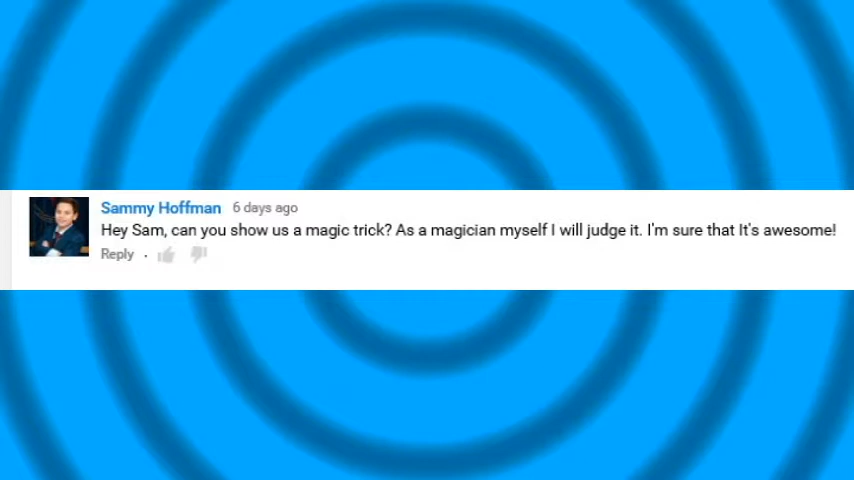 Sammy Hoffman 6 days ago
Hey Sam, can you show us a magic trick? As a magician myself I will judge it. I'm sure that It's awesome!
Reply ·